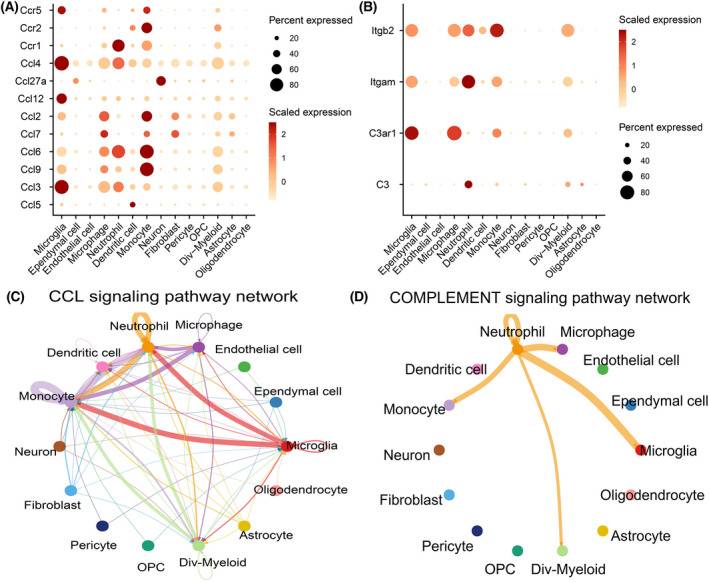 (A)
Ccr5
Ccr2
Ccr1
Ccl4
Ccl27a
Ccl12
Ccl2
Ccl7
Ccl6
Ccl9
Ccl3
Ccl5
Microglia
Ependymal cell
Endothelial cell
Microphage
Neutrophil
Dendritic cell
Monocyte
Neuron
Fibroblast
Pericyte
OPC
Div-Myeloid
Astrocyte
Oligodendrocyte
Percent expressed
20
40
60
80
Scaled expression
2
1
0
(B)
Itgb2
Itgam
C3ar1
C3
Microglia
Ependymal cell
Endothelial cell
Microphage
Neutrophil
Dendritic cell
Monocyte
Neuron
Fibroblast
Pericyte
OPC
Div-Myeloid
Astrocyte
Oligodendrocyte
Scaled expression
2
1
0
Percent expressed
20
40
60
80
(C) CCL signaling pathway network
Neutrophil
Microphage
Dendritic cell
Endothelial cell
Monocyte
Ependymal cell
Neuron
Microglia
Fibroblast
Oligodendrocyte
Pericyte
Astrocyte
OPC
Div-Myeloid
(D) COMPLEMENT signaling pathway network
Neutrophil
Microphage
Dendritic cell
Endothelial cell
Monocyte
Ependymal cell
Neuron
Microglia
Fibroblast
Oligodendrocyte
Pericyte
Astrocyte
OPC
Div-Myeloid